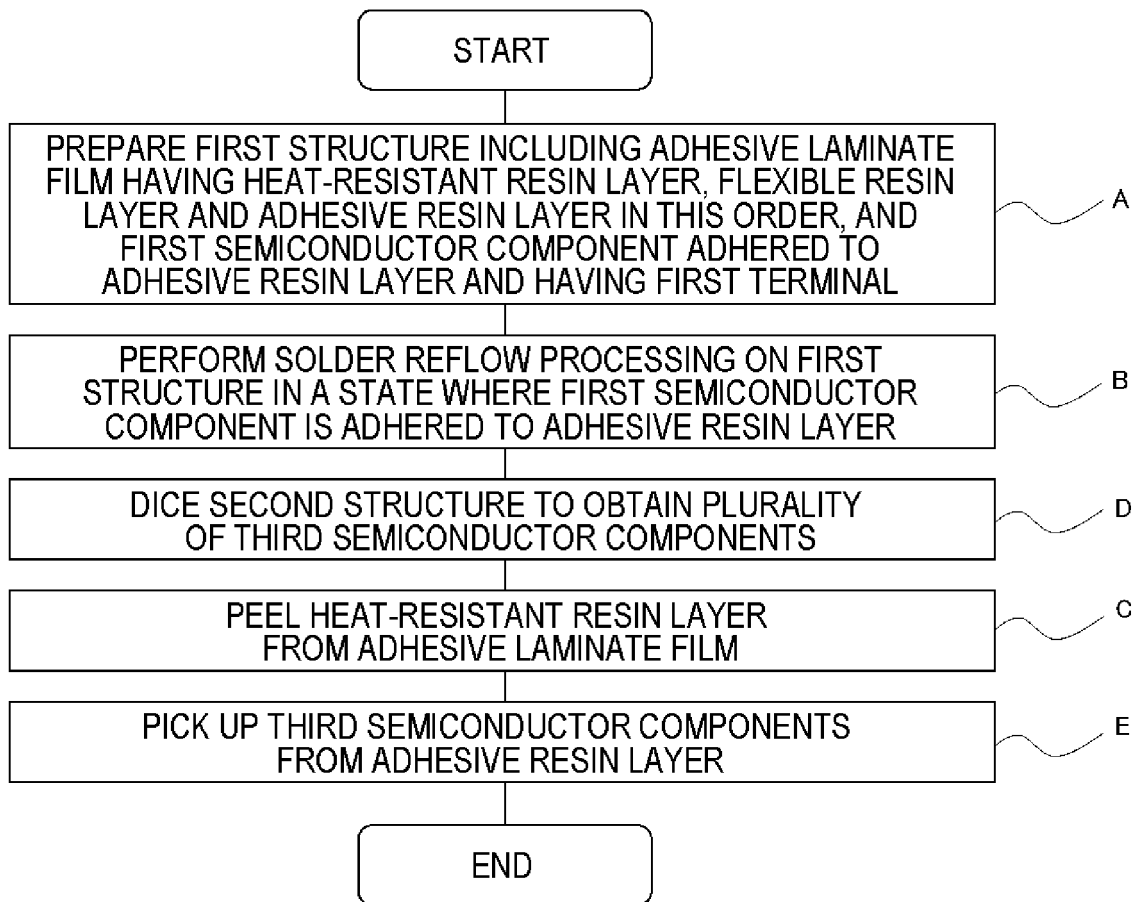 START
PREPARE FIRST STRUCTURE INCLUDING ADHESIVE LAMINATE
FILM HAVING HEAT-RESISTANT RESIN LAYER, FLEXIBLE RESIN
LAYER AND ADHESIVE RESIN LAYER IN THIS ORDER, AND
FIRST SEMICONDUCTOR COMPONENT ADHERED TO
ADHESIVE RESIN LAYER AND HAVING FIRST TERMINAL
A
PERFORM SOLDER REFLOW PROCESSING ON FIRST
STRUCTURE IN A STATE WHERE FIRST SEMICONDUCTOR
COMPONENT IS ADHERED TO ADHESIVE RESIN LAYER
B
DICE SECOND STRUCTURE TO OBTAIN PLURALITY
OF THIRD SEMICONDUCTOR COMPONENTS
D
PEEL HEAT-RESISTANT RESIN LAYER
FROM ADHESIVE LAMINATE FILM
C
PICK UP THIRD SEMICONDUCTOR COMPONENTS
FROM ADHESIVE RESIN LAYER
E
END